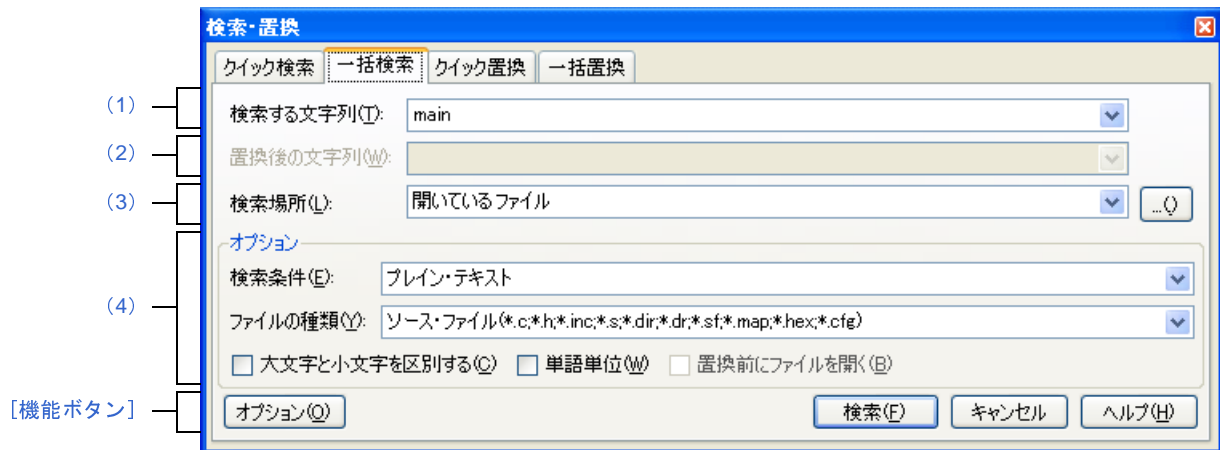 検索・置換
クイック検索 一括検索 クイック置換 一括置換
(1) 検索する文字列(T): main
(2) 置換後の文字列(W):
(3) 検索場所(L): 開いているファイル ...()
オプション
検索条件(E): プレイン・テキスト
(4)
ファイルの種類(Y): ソース・ファイル(*.c;*.h;*.inc;*.s;*.dir;*.dr;*.sf;*.map;*.hex;*.cfg)
大文字と小文字を区別する(C) 単語単位(W) 置換前にファイルを開く(B)
[機能ボタン] オプション(O) 検索(F) キャンセル ヘルプ(H)